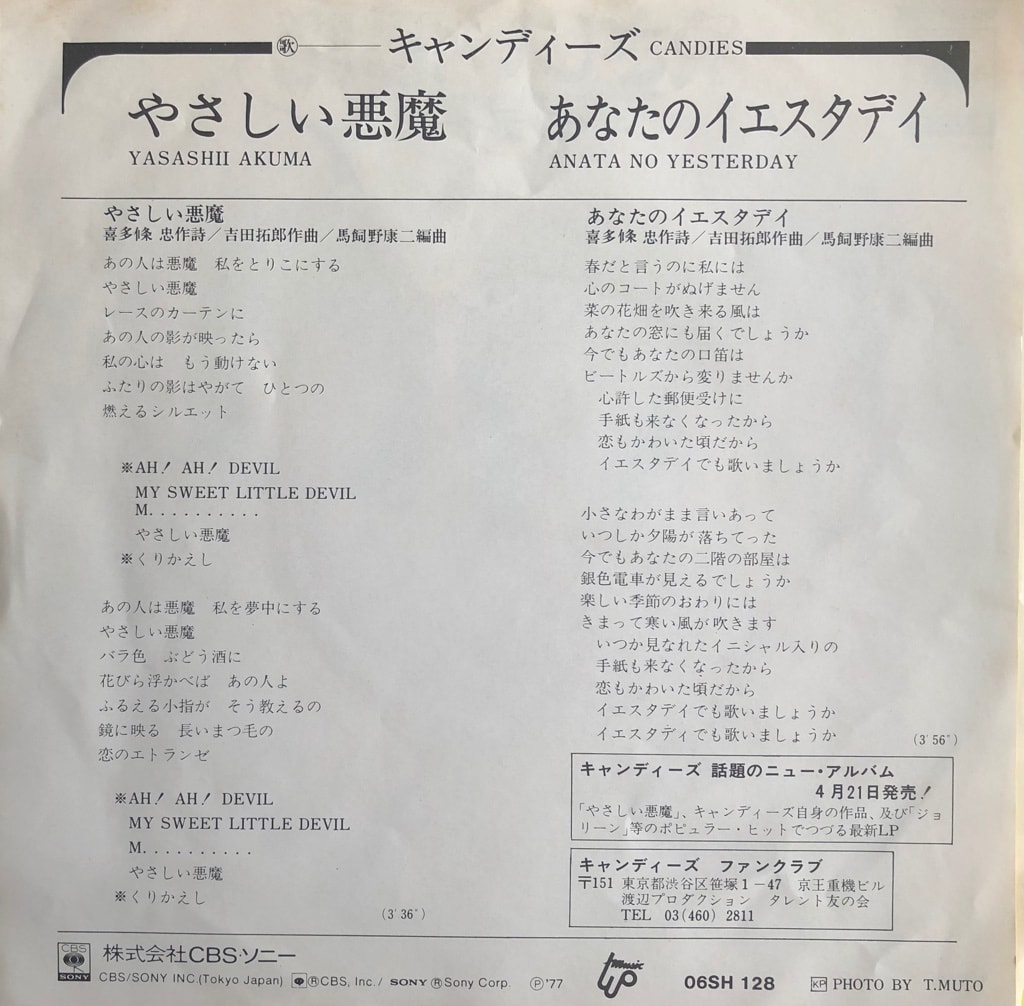 歌 キャンディーズ CANDIES
やさしい悪魔
YASASHII AKUMA
あなたのイエスタデイ
ANATA NO YESTERDAY
やさしい悪魔
喜多條 忠作詩／吉田拓郎作曲／馬飼野康二編曲
あの人は悪魔　私をとりこにする
やさしい悪魔
レースのカーテンに
あの人の影が映ったら
私の心は　もう動けない
ふたりの影はやがて　ひとつの
燃えるシルエット
※AH! AH! DEVIL
MY SWEET LITTLE DEVIL
M..........
やさしい悪魔
※くりかえし
あの人は悪魔　私を夢中にする
やさしい悪魔
バラ色　ぶどう酒に
花びら浮かべば　あの人よ
ふるえる小指が　そう教えるの
鏡に映る　長いまつ毛の
恋のエトランゼ
※AH! AH! DEVIL
MY SWEET LITTLE DEVIL
M..........
やさしい悪魔
※くりかえし
(3′36″)
あなたのイエスタデイ
喜多條 忠作詩／吉田拓郎作曲／馬飼野康二編曲
春だと言うのに私には
心のコートがぬげません
菜の花畑を吹き来る風は
あなたの窓にも届くでしょうか
今でもあなたの口笛は
ビートルズから変りませんか
心許した郵便受けに
手紙も来なくなったから
恋もかわいた頃だから
イエスタデイでも歌いましょうか
小さなわがまま言いあって
いつしか夕陽が落ちてった
今でもあなたの二階の部屋は
銀色電車が見えるでしょうか
楽しい季節のおわりには
きまって寒い風が吹きます
いつか見なれたイニシャル入りの
手紙も来なくなったから
恋もかわいた頃だから
イエスタデイでも歌いましょうか
イエスタディでも歌いましょうか
(3′56″)
キャンディーズ 話題のニュー・アルバム
4月21日発売!
「やさしい悪魔」、キャンディーズ自身の作品、及び「ジョ
リーン」等のポピュラー・ヒットでつづる最新LP
キャンディーズ　ファンクラブ
〒151 東京都渋谷区笹塚1－47　京王重機ビル
渡辺プロダクション　タレント友の会
TEL 03(460) 2811
CBS SONY
株式会社CBS・ソニー
CBS/SONY INC.(Tokyo Japan) ®CBS, Inc./ SONY ®Sony Corp. ℗'77
music
06SH 128
KP PHOTO BY T.MUTO